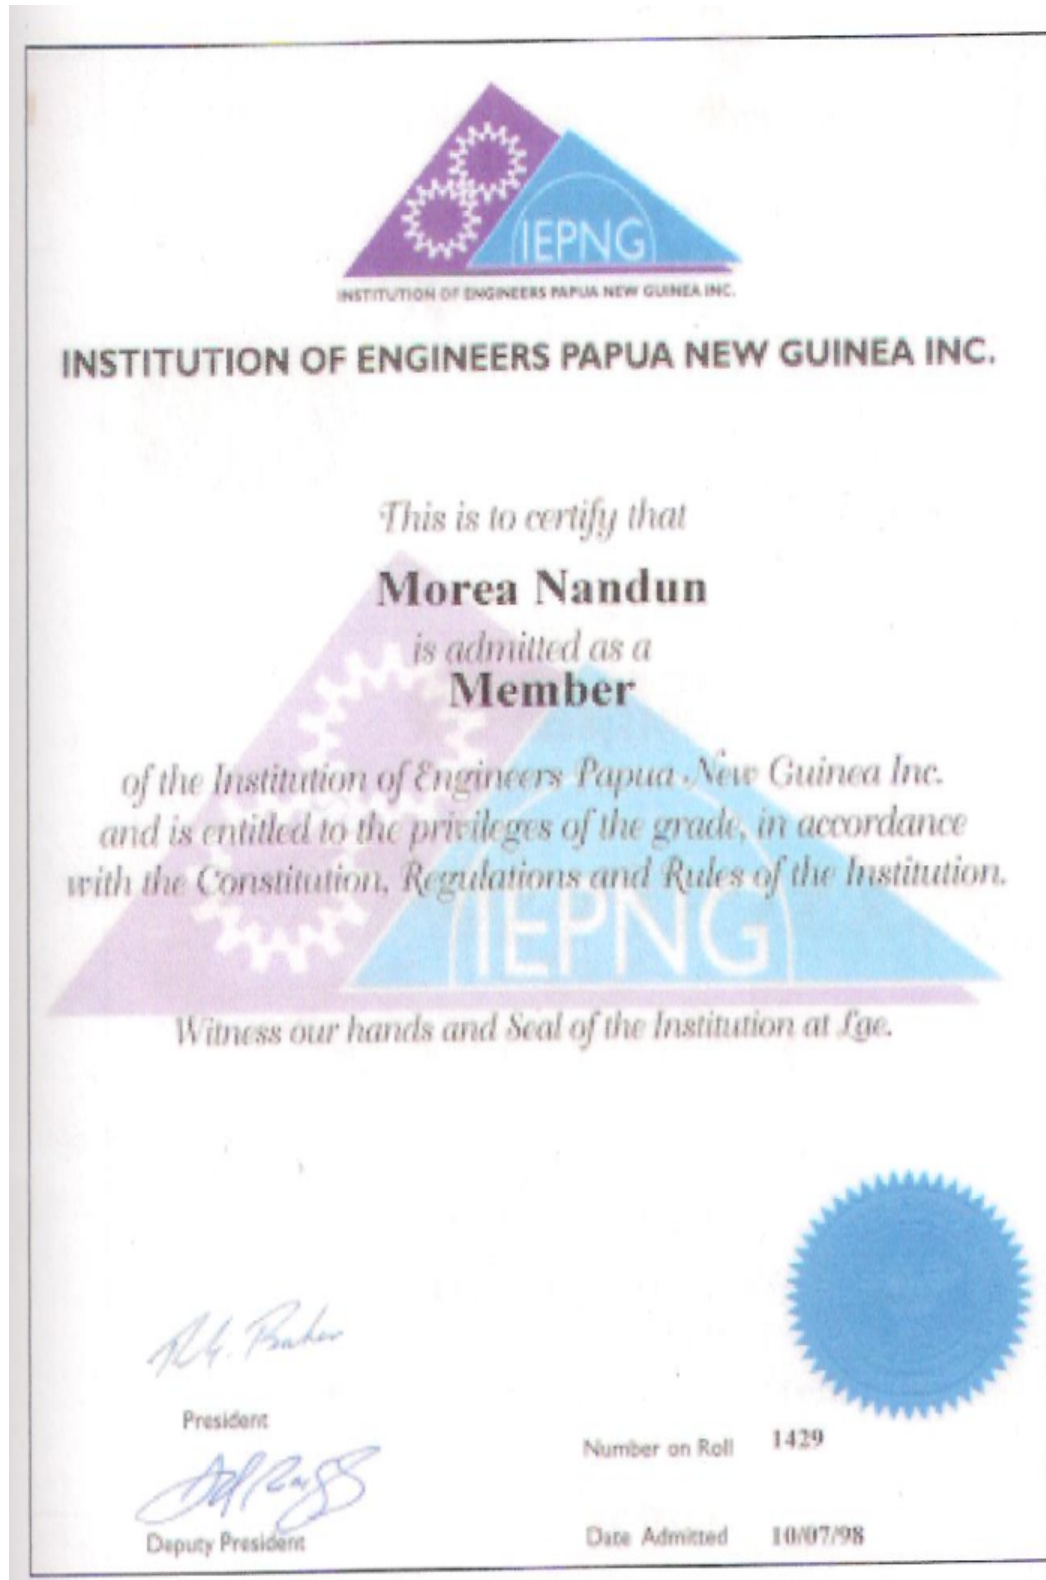 IEPNG
INSTITUTION OF ENGINEERS PAPUA NEW GUINEA INC.
INSTITUTION OF ENGINEERS PAPUA NEW GUINEA INC.
This is to certify that
Morea Nandun
is admitted as a
Member
of the Institution of Engineers Papua New Guinea Inc.
and is entitled to the privileges of the grade, in accordance
with the Constitution, Regulations and Rules of the Institution.
IEPNG
Witness our hands and Seal of the Institution at Lae.
President
Number on Roll 1429
Deputy President
Date Admitted 10/07/98